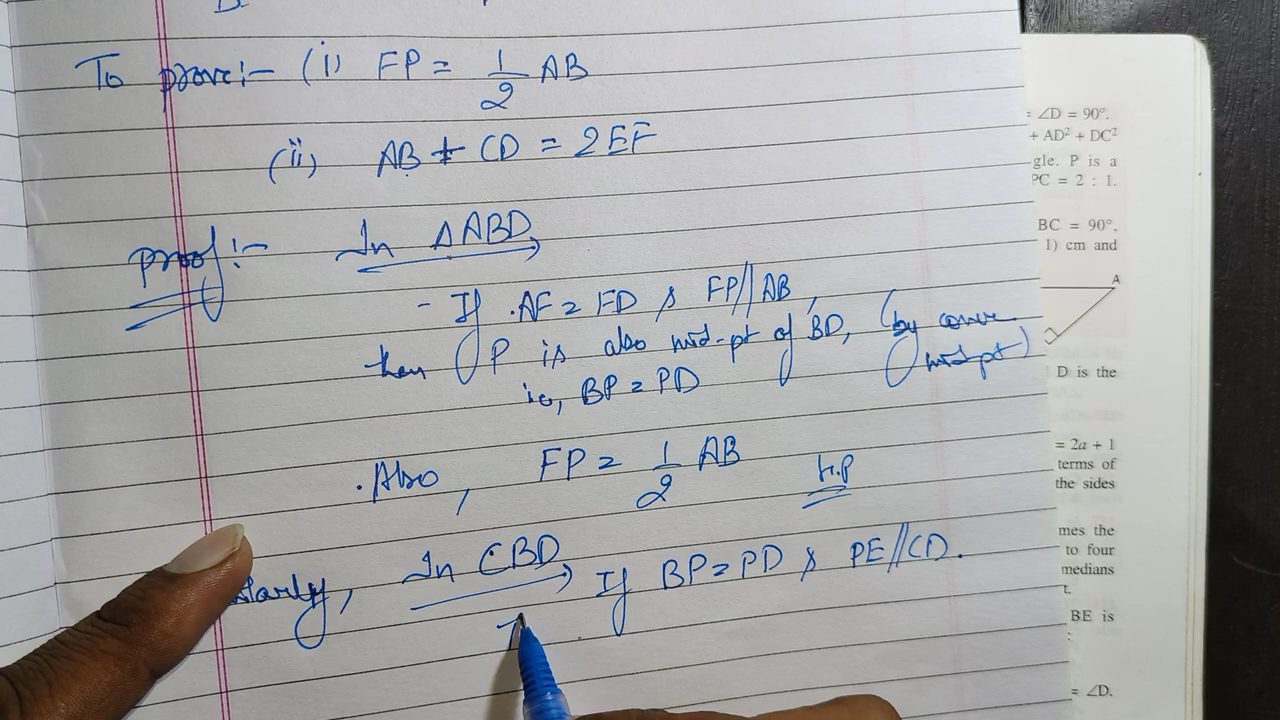 D.
To prove:- (i) FP = 1/2 AB
(ii) AB + CD = 2EF
Proof:- In ΔABD
- If AF = FD & FP//AB,
then P is also mid-pt of BD, (by conve.
mid-pt)
ie, BP = PD
. Also, FP = 1/2 AB H.P
larly, In CBD If BP = PD & PE//CD.
T
= ∠D = 90°.
+ AD² + DC²
gle. P is a
PC = 2 : 1.
BC = 90°,
1) cm and
A
D is the
= 2a + 1
terms of
the sides
mes the
to four
medians
t.
BE is
:
= ∠D.